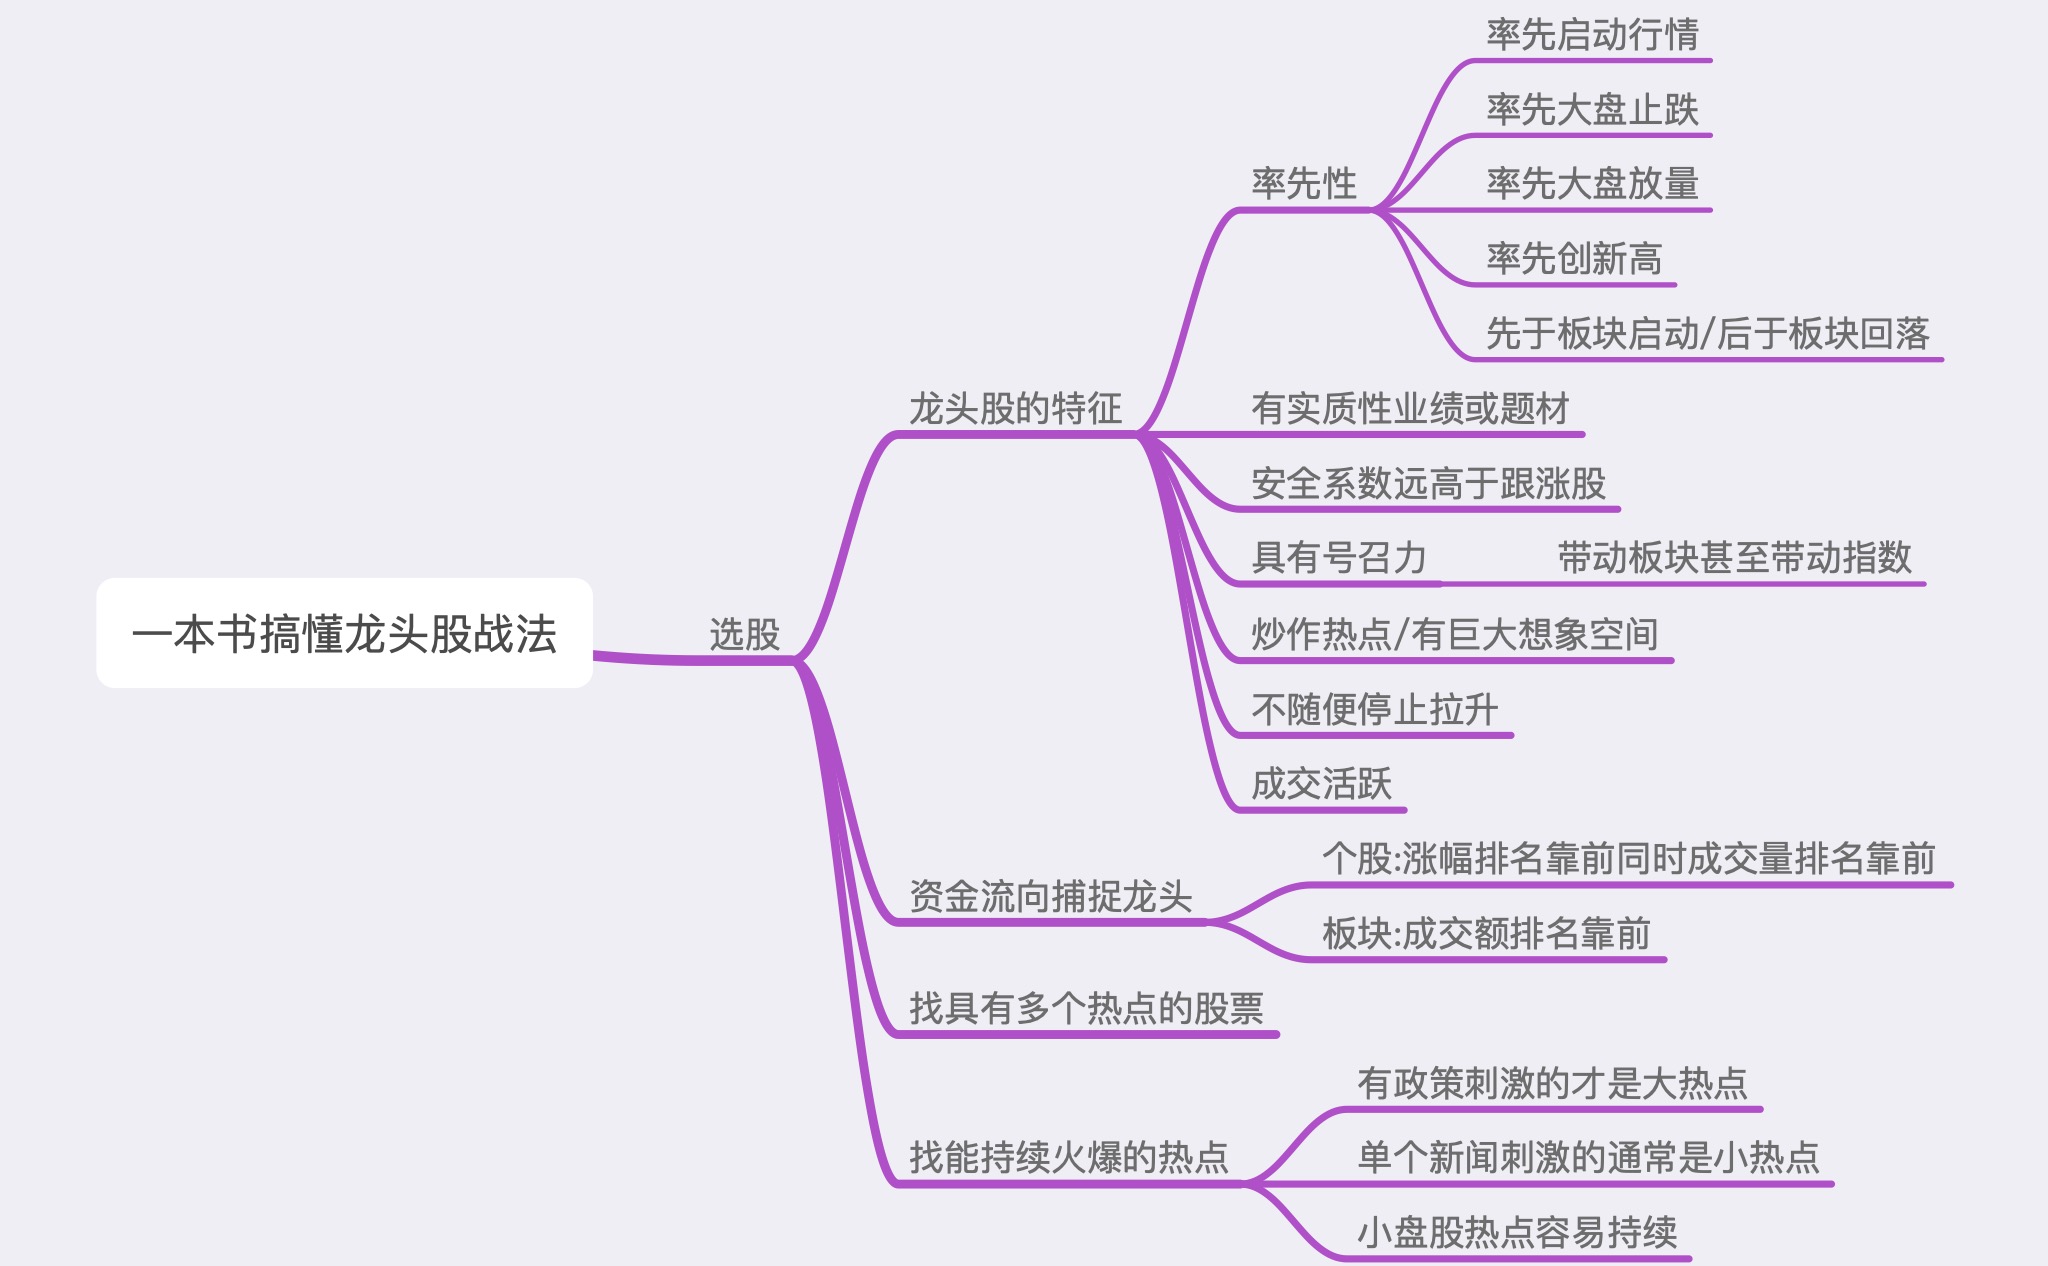 一本书搞懂龙头股战法
选股
龙头股的特征
率先性
率先启动行情
率先大盘止跌
率先大盘放量
率先创新高
先于板块启动/后于板块回落
有实质性业绩或题材
安全系数远高于跟涨股
具有号召力
带动板块甚至带动指数
炒作热点/有巨大想象空间
不随便停止拉升
成交活跃
资金流向捕捉龙头
个股:涨幅排名靠前同时成交量排名靠前
板块:成交额排名靠前
找具有多个热点的股票
找能持续火爆的热点
有政策刺激的才是大热点
单个新闻刺激的通常是小热点
小盘股热点容易持续